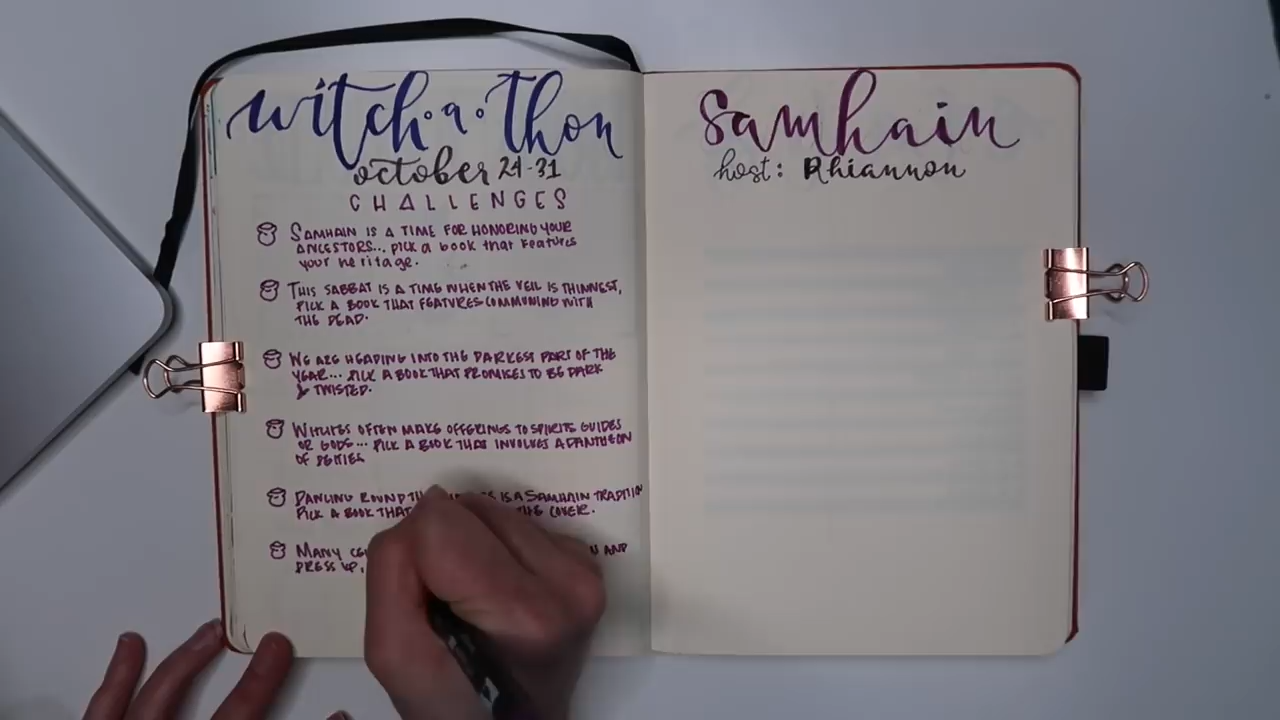 witch·a·thon
october 24-31
CHALLENGES
SAMHAIN IS A TIME FOR HONORING YOUR
ANCESTORS... PICK A book that features
your heritage.
THIS SABBAT IS A TIME WHEN THE VEIL IS THINNEST,
PICK A BOOK THAT FEATURES COMMUNING WITH
THE DEAD.
WE ARE HEADING INTO THE DARKEST PART OF THE
YEAR... PICK A BOOK THAT PROMISES TO BE DARK
& TWISTED.
WITCHES OFTEN MAKE OFFERINGS TO SPIRITS GUIDES
OR GODS... PICK A BOOK THAT INVOLVES A PANTHEON
OF DEITIES
DANCING ROUND IS A SAMHAIN TRADITION
PICK A BOOK THAT THE COVER.
MANY AND
DRESS UP,
Samhain
host: Rhiannon